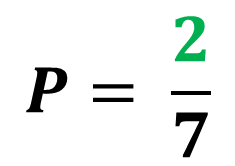 P = 2/7